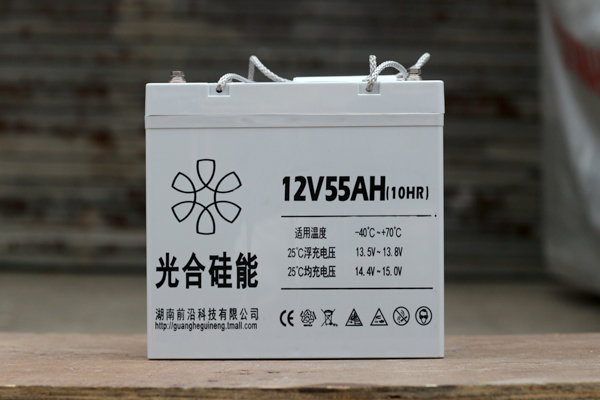 12V55AH(10HR)
适用温度 -40℃~+70℃
25℃浮充电压 13.5V~13.8V
25℃均充电压 14.4V~15.0V
光合硅能
湖南前沿科技有限公司
http://guangheguineng.tmall.com
CE